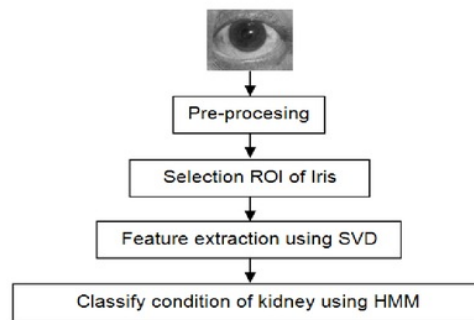 Pre-procesing
Selection ROI of Iris
Feature extraction using SVD
Classify condition of kidney using HMM